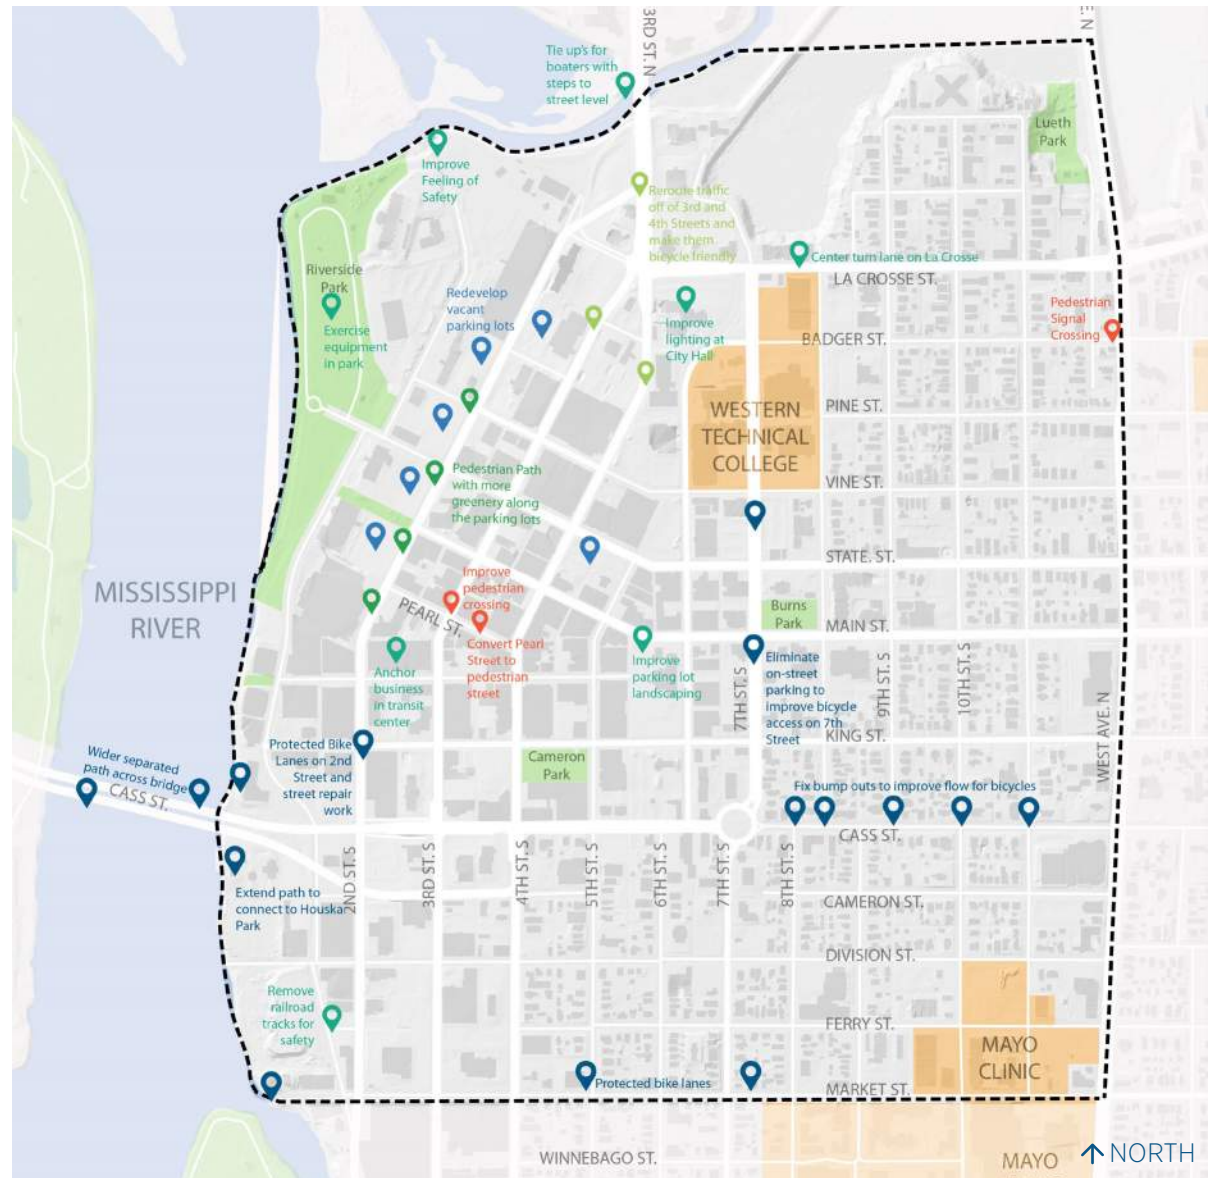 3RD ST. N
E. N
Tie up's for
boaters with
steps to
street level
Lueth
Park
Improve
Feeling of
Safety
Reroute traffic
off of 3rd and
4th Streets and
make them
bicycle friendly
Center turn lane on La Crosse
LA CROSSE ST.
Riverside
Park
Exercise
equipment
in park
Redevelop
vacant
parking lots
Improve
lighting at
City Hall
Pedestrian
Signal
Crossing
BADGER ST.
WESTERN
TECHNICAL
COLLEGE
PINE ST.
Pedestrian Path
with more
greenery along
the parking lots
VINE ST.
STATE. ST.
MISSISSIPPI
RIVER
Improve
pedestrian
crossing
PEARL ST.
Burns
Park
MAIN ST.
Convert Pearl
Street to
pedestrian
street
Anchor
business
in transit
center
Improve
parking lot
landscaping
7TH ST. S
Eliminate
on-street
parking to
improve bicycle
access on 7th
Street
9TH ST. S
10TH ST. S
WEST AVE. N
KING ST.
Protected Bike
Lanes on 2nd
Street and
street repair
work
Cameron
Park
Wider separated
path across bridge
CASS ST.
Fix bump outs to improve flow for bicycles
CASS ST.
2ND ST. S
3RD ST. S
4TH ST. S
5TH ST. S
6TH ST. S
7TH ST. S
8TH ST. S
Extend path to
connect to Houska
Park
CAMERON ST.
DIVISION ST.
Remove
railroad
tracks for
safety
FERRY ST.
MAYO
CLINIC
Protected bike lanes
MARKET ST.
WINNEBAGO ST.
MAYO
NORTH